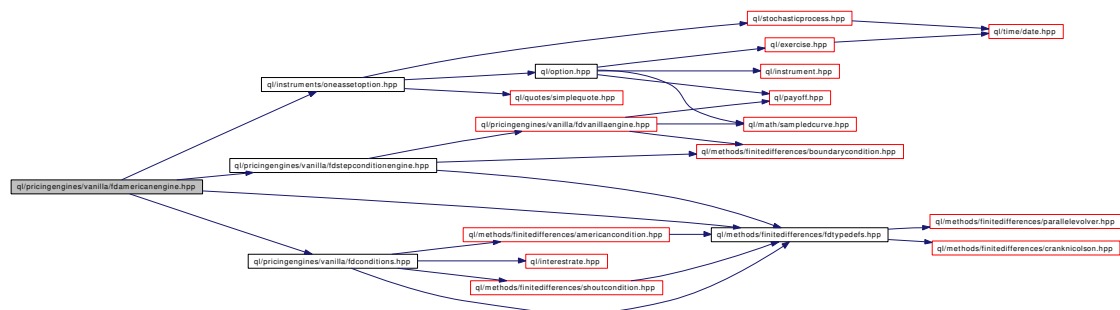 ql/stochasticprocess.hpp
ql/time/date.hpp
ql/exercise.hpp
ql/option.hpp
ql/instrument.hpp
ql/instruments/oneassetoption.hpp
ql/quotes/simplequote.hpp
ql/payoff.hpp
ql/pricingengines/vanilla/fdvanillaengine.hpp
ql/math/sampledcurve.hpp
ql/methods/finitedifferences/boundarycondition.hpp
ql/pricingengines/vanilla/fdstepconditionengine.hpp
ql/pricingengines/vanilla/fdamericanengine.hpp
ql/methods/finitedifferences/parallelevolver.hpp
ql/methods/finitedifferences/americancondition.hpp
ql/methods/finitedifferences/fdtypedefs.hpp
ql/methods/finitedifferences/cranknicolson.hpp
ql/pricingengines/vanilla/fdconditions.hpp
ql/interestrate.hpp
ql/methods/finitedifferences/shoutcondition.hpp